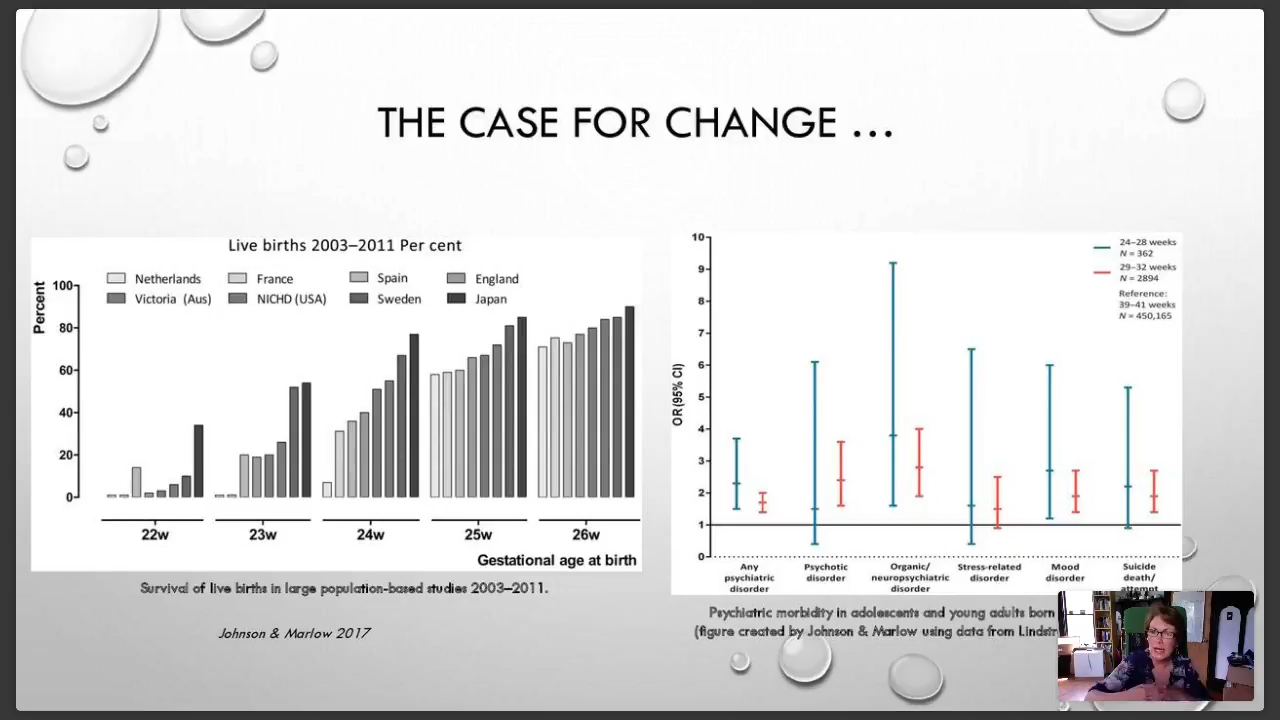 THE CASE FOR CHANGE ...
Live births 2003–2011 Per cent
Netherlands France Spain England
Victoria (Aus) NICHD (USA) Sweden Japan
Percent
100
80
60
40
20
0
22w 23w 24w 25w 26w
Gestational age at birth
Survival of live births in large population-based studies 2003–2011.
Johnson & Marlow 2017
24–28 weeks
N = 362
29–32 weeks
N = 2894
Reference:
39–41 weeks
N = 450,165
OR (95% CI)
10
9
8
7
6
5
4
3
2
1
0
Any psychiatric disorder
Psychotic disorder
Organic/ neuropsychiatric disorder
Stress-related disorder
Mood disorder
Suicide death/ attempt
Psychiatric morbidity in adolescents and young adults born
(figure created by Johnson & Marlow using data from